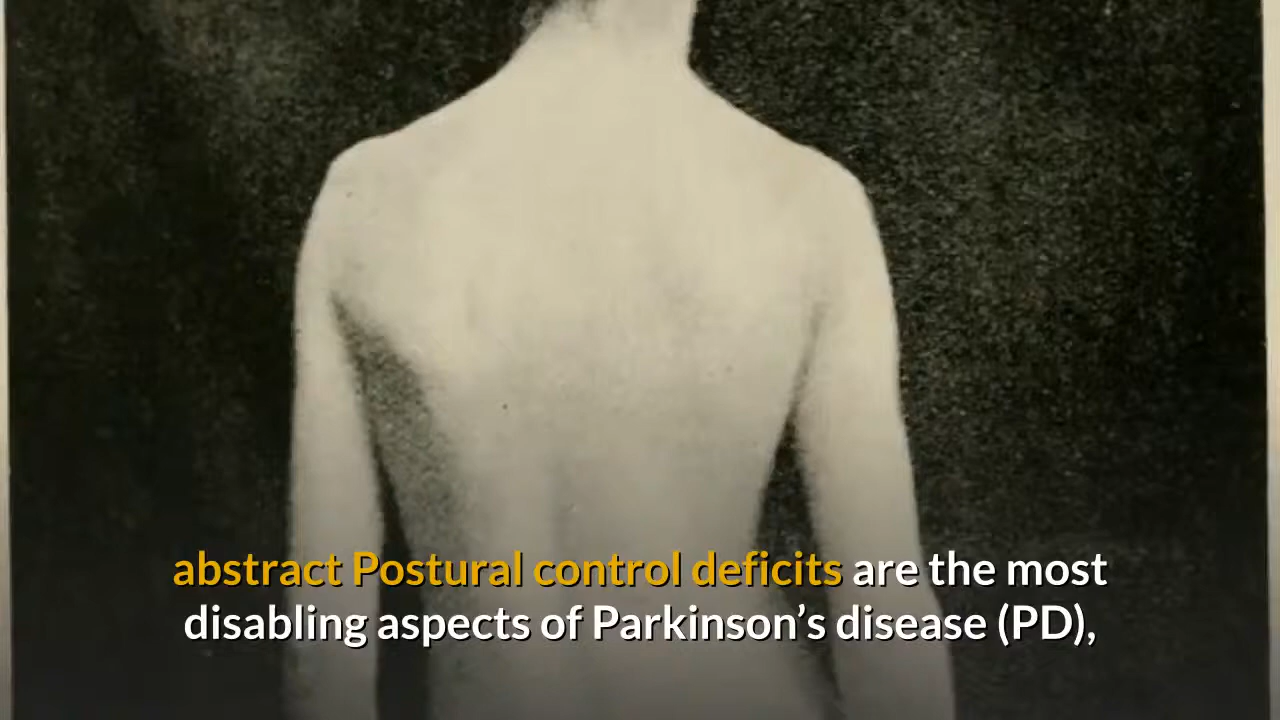 abstract Postural control deficits are the most
disabling aspects of Parkinson’s disease (PD),